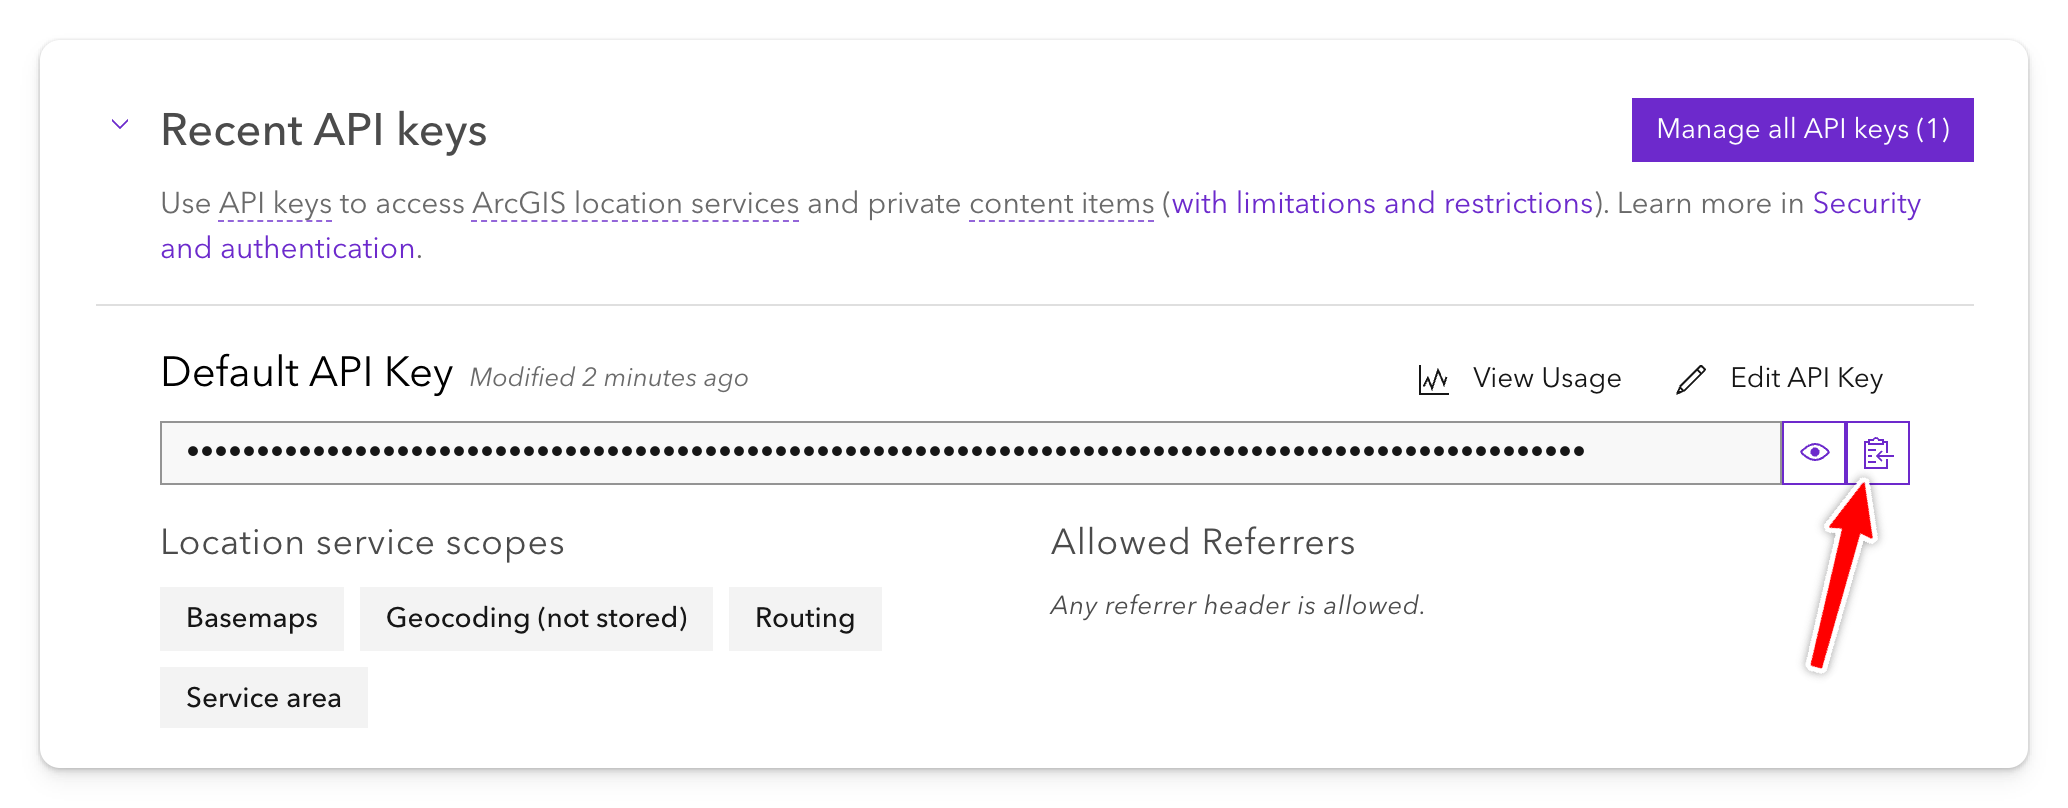 Recent API keys
Manage all API keys (1)
Use API keys to access ArcGIS location services and private content items (with limitations and restrictions). Learn more in Security
and authentication.
Default API Key Modified 2 minutes ago
View Usage
Edit API Key
Location service scopes
Allowed Referrers
Basemaps
Geocoding (not stored)
Routing
Any referrer header is allowed.
Service area